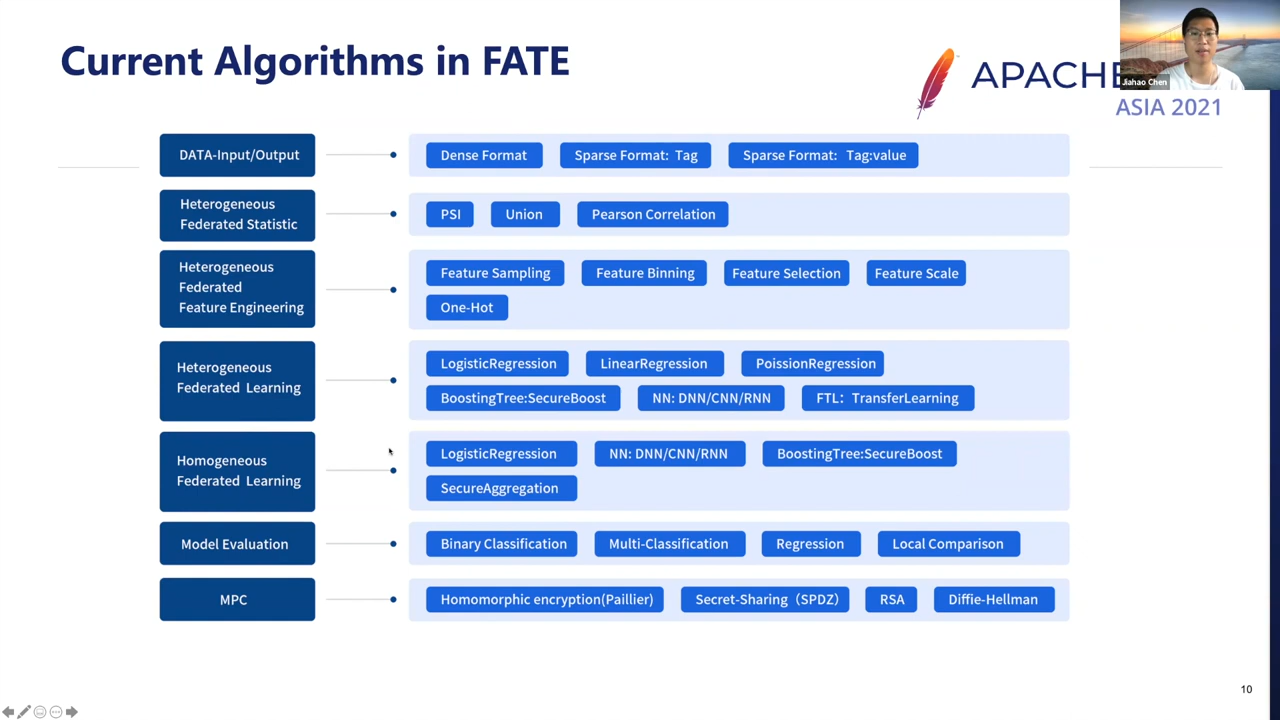 Current Algorithms in FATE
APACHE
ASIA 2021
Jiahao Chen
DATA-Input/Output
Dense Format
Sparse Format: Tag
Sparse Format: Tag:value
Heterogeneous
Federated Statistic
PSI
Union
Pearson Correlation
Heterogeneous
Federated
Feature Engineering
Feature Sampling
Feature Binning
Feature Selection
Feature Scale
One-Hot
Heterogeneous
Federated Learning
LogisticRegression
LinearRegression
PoissionRegression
BoostingTree:SecureBoost
NN: DNN/CNN/RNN
FTL：TransferLearning
Homogeneous
Federated Learning
LogisticRegression
NN: DNN/CNN/RNN
BoostingTree:SecureBoost
SecureAggregation
Model Evaluation
Binary Classification
Multi-Classification
Regression
Local Comparison
MPC
Homomorphic encryption(Paillier)
Secret-Sharing（SPDZ）
RSA
Diffie-Hellman
10